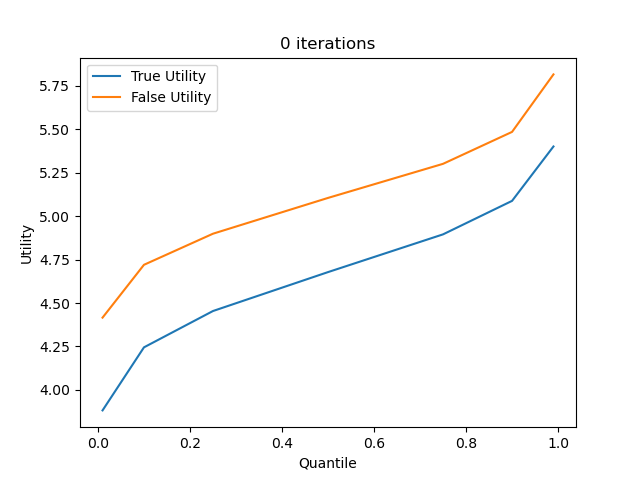 0 iterations
True Utility
False Utility
Utility
5.75
5.50
5.25
5.00
4.75
4.50
4.25
4.00
0.0 0.2 0.4 0.6 0.8 1.0
Quantile